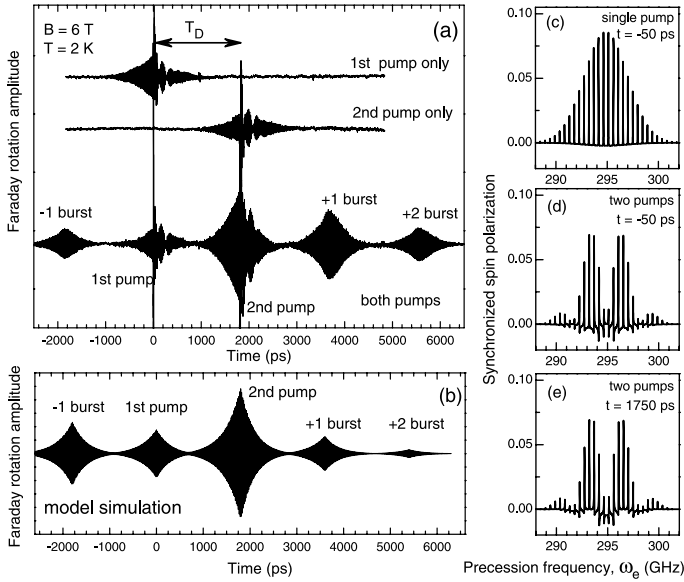 B = 6 T
T = 2 K
T_D
(a)
1st pump only
2nd pump only
-1 burst
+1 burst
+2 burst
1st pump
2nd pump
both pumps
Faraday rotation amplitude
-2000 -1000 0 1000 2000 3000 4000 5000 6000
Time (ps)
(b)
2nd pump
-1 burst
1st pump
+1 burst
+2 burst
model simulation
Faraday rotation amplitude
-2000 -1000 0 1000 2000 3000 4000 5000 6000
Time (ps)
(c)
single pump
t = -50 ps
0.10
0.05
0.00
290 295 300
(d)
two pumps
t = -50 ps
0.10
0.05
0.00
290 295 300
(e)
two pumps
t = 1750 ps
0.10
0.05
0.00
290 295 300
Synchronized spin polarization
Precession frequency, ω_e (GHz)